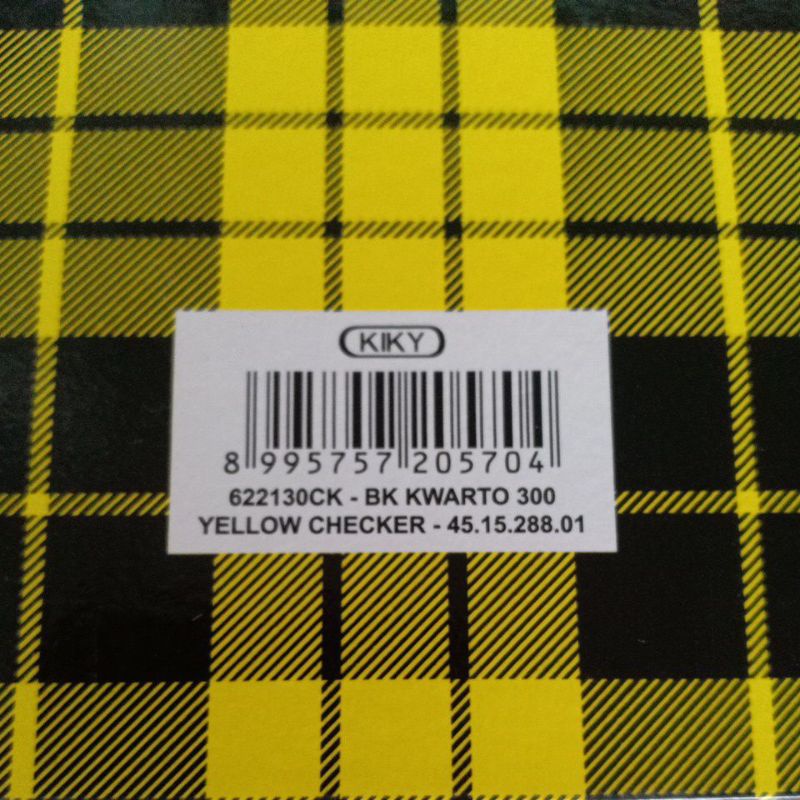 KIKY
8 995757 205704
622130CK - BK KWARTO 300
YELLOW CHECKER - 45.15.288.01